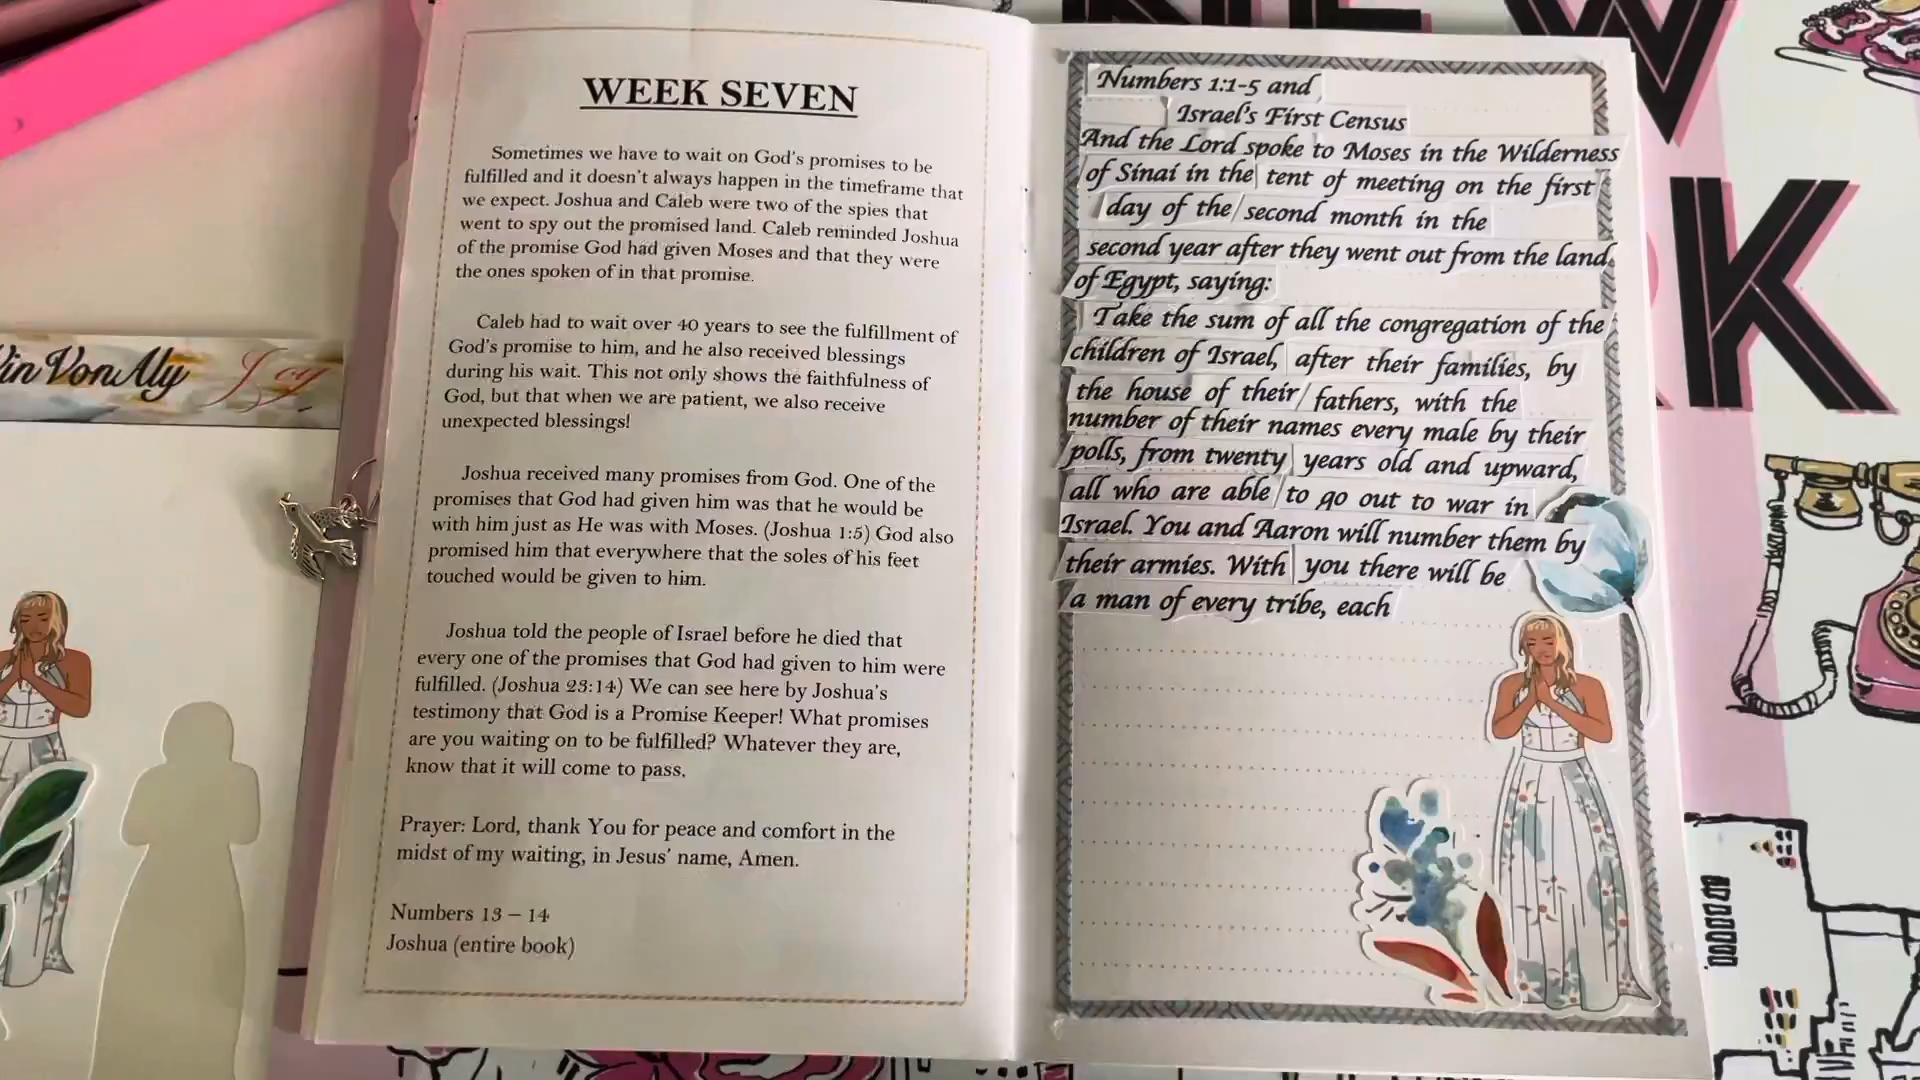 WEEK SEVEN
Sometimes we have to wait on God's promises to be
fulfilled and it doesn't always happen in the timeframe that
we expect. Joshua and Caleb were two of the spies that
went to spy out the promised land. Caleb reminded Joshua
of the promise God had given Moses and that they were
the ones spoken of in that promise.
Caleb had to wait over 40 years to see the fulfillment of
God's promise to him, and he also received blessings
during his wait. This not only shows the faithfulness of
God, but that when we are patient, we also receive
unexpected blessings!
Joshua received many promises from God. One of the
promises that God had given him was that he would be
with him just as He was with Moses. (Joshua 1:5) God also
promised him that everywhere that the soles of his feet
touched would be given to him.
Joshua told the people of Israel before he died that
every one of the promises that God had given to him were
fulfilled. (Joshua 23:14) We can see here by Joshua's
testimony that God is a Promise Keeper! What promises
are you waiting on to be fulfilled? Whatever they are,
know that it will come to pass.
Prayer: Lord, thank You for peace and comfort in the
midst of my waiting, in Jesus' name, Amen.
Numbers 13 – 14
Joshua (entire book)
Numbers 1:1-5 and
Israel's First Census
And the Lord spoke to Moses in the Wilderness
of Sinai in the tent of meeting on the first
day of the second month in the
second year after they went out from the land
of Egypt, saying:
Take the sum of all the congregation of the
children of Israel, after their families, by
the house of their fathers, with the
number of their names every male by their
polls, from twenty years old and upward,
all who are able to go out to war in
Israel. You and Aaron will number them by
their armies. With you there will be
a man of every tribe, each
VonAly Joy